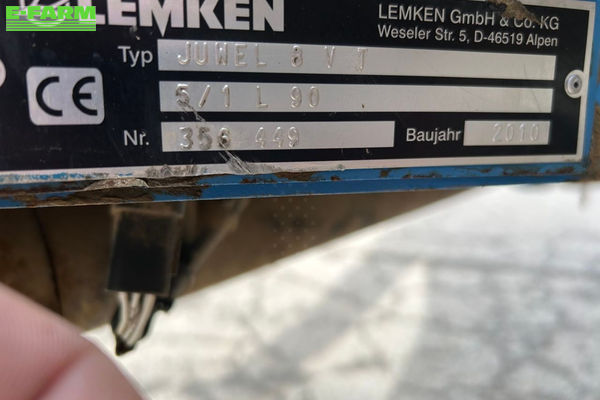 E-FARM
LEMKEN
LEMKEN GmbH & Co. KG
Weseler Str. 5, D-46519 Alpen
Typ JUWEL 8 V T
5/1 L 90
CE
Nr. 356 449 Baujahr 2010